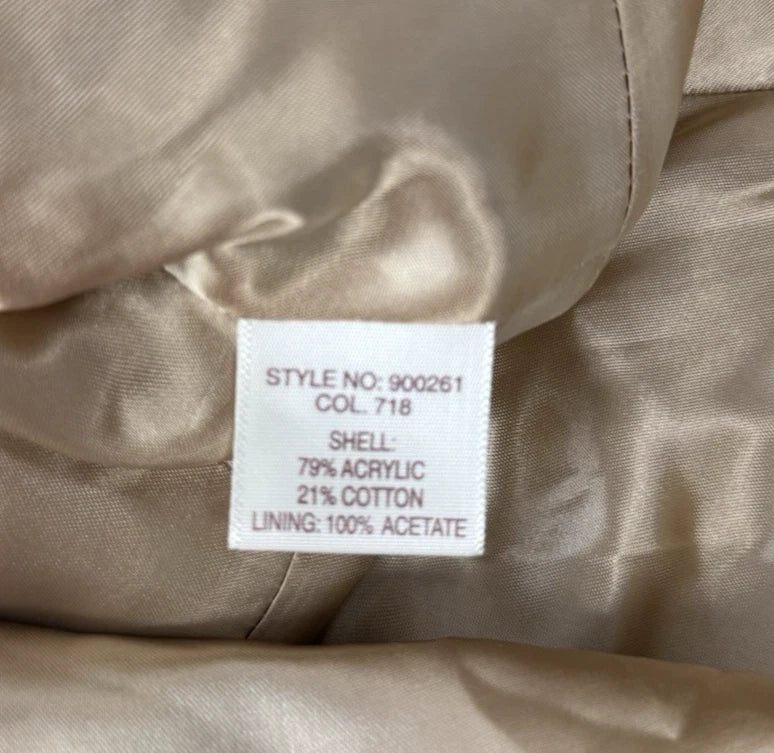 STYLE NO: 900261
COL. 718
SHELL:
79% ACRYLIC
21% COTTON
LINING: 100% ACETATE